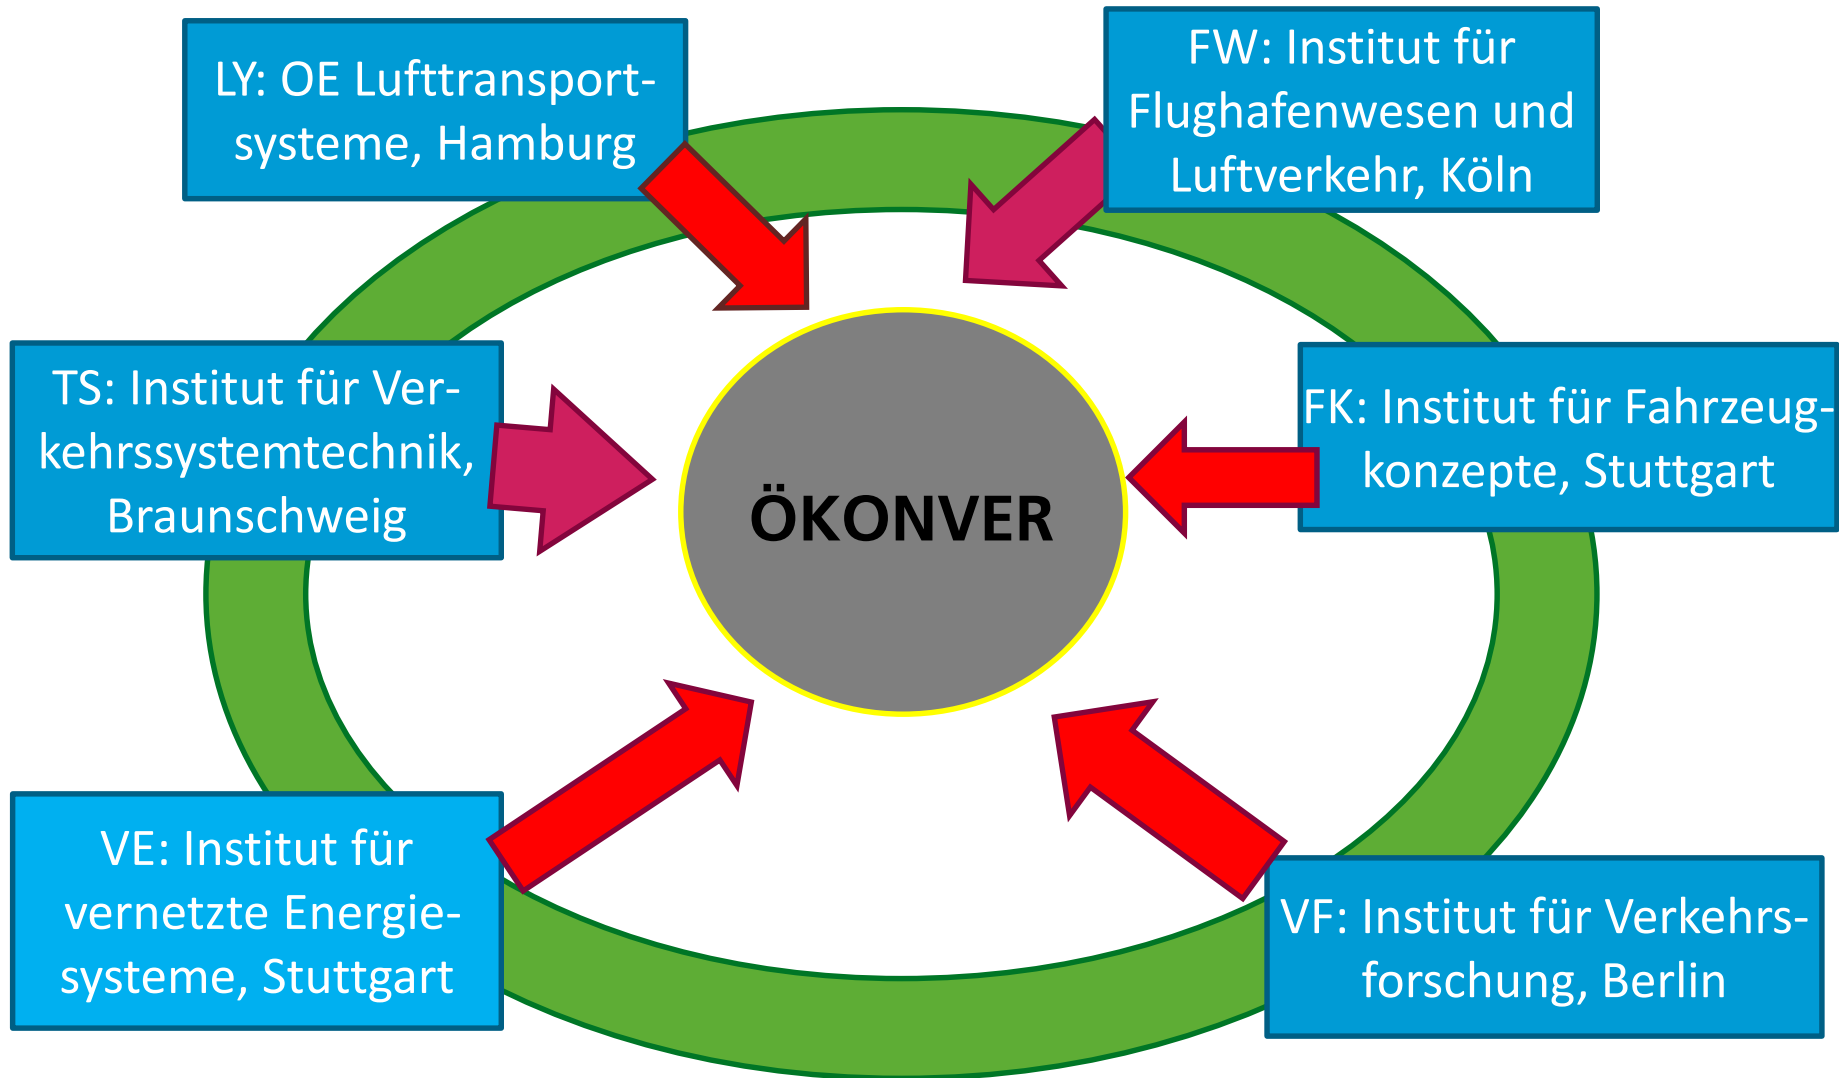 LY: OE Lufttransport-
systeme, Hamburg
FW: Institut für
Flughafenwesen und
Luftverkehr, Köln
TS: Institut für Ver-
kehrssystemtechnik,
Braunschweig
ÖKONVER
FK: Institut für Fahrzeug-
konzepte, Stuttgart
VE: Institut für
vernetzte Energie-
systeme, Stuttgart
VF: Institut für Verkehrs-
forschung, Berlin